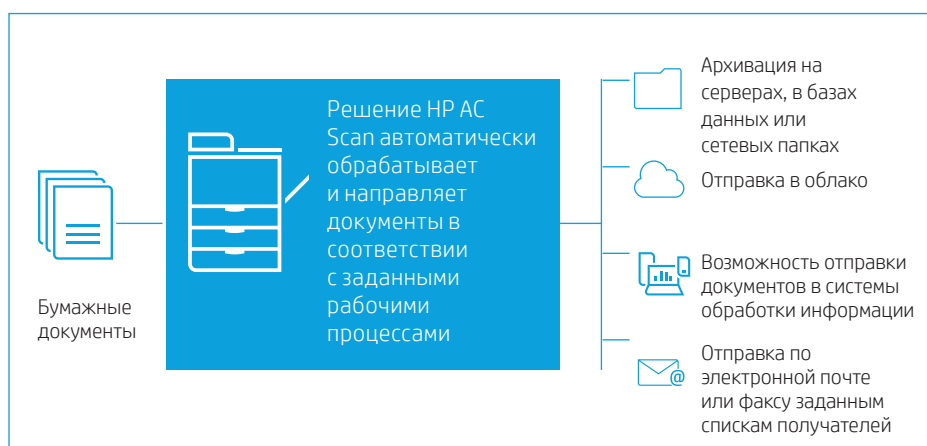 Бумажные
документы
Решение HP AC
Scan автоматически
обрабатывает
и направляет
документы в
соответствии
с заданными
рабочими
процессами
Архивация на
серверах, в базах
данных или
сетевых папках
Отправка в облако
Возможность отправки
документов в системы
обработки информации
@
Отправка по
электронной почте
или факсу заданным
спискам получателей